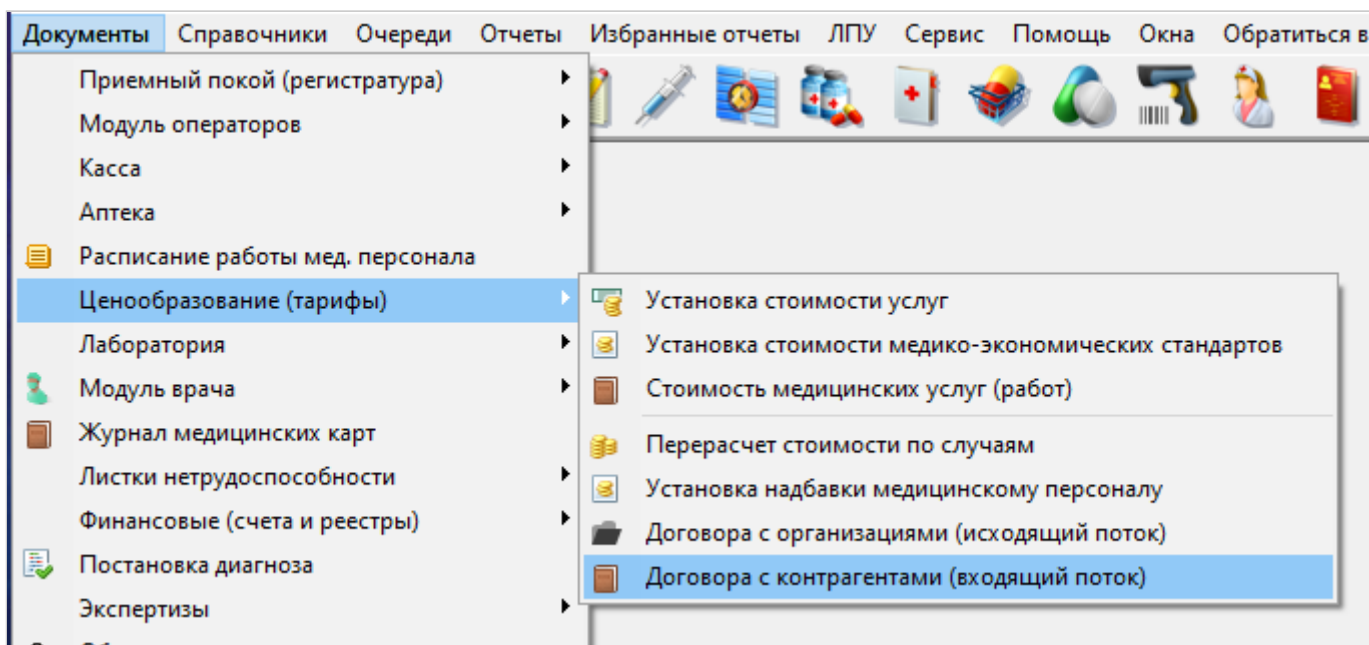 Документы Справочники Очереди Отчеты Избранные отчеты ЛПУ Сервис Помощь Окна Обратиться в
Приемный покой (регистратура)
Модуль операторов
Касса
Аптека
Расписание работы мед. персонала
Ценообразование (тарифы)
Лаборатория
Модуль врача
Журнал медицинских карт
Листки нетрудоспособности
Финансовые (счета и реестры)
Постановка диагноза
Экспертизы
Установка стоимости услуг
Установка стоимости медико-экономических стандартов
Стоимость медицинских услуг (работ)
Перерасчет стоимости по случаям
Установка надбавки медицинскому персоналу
Договора с организациями (исходящий поток)
Договора с контрагентами (входящий поток)